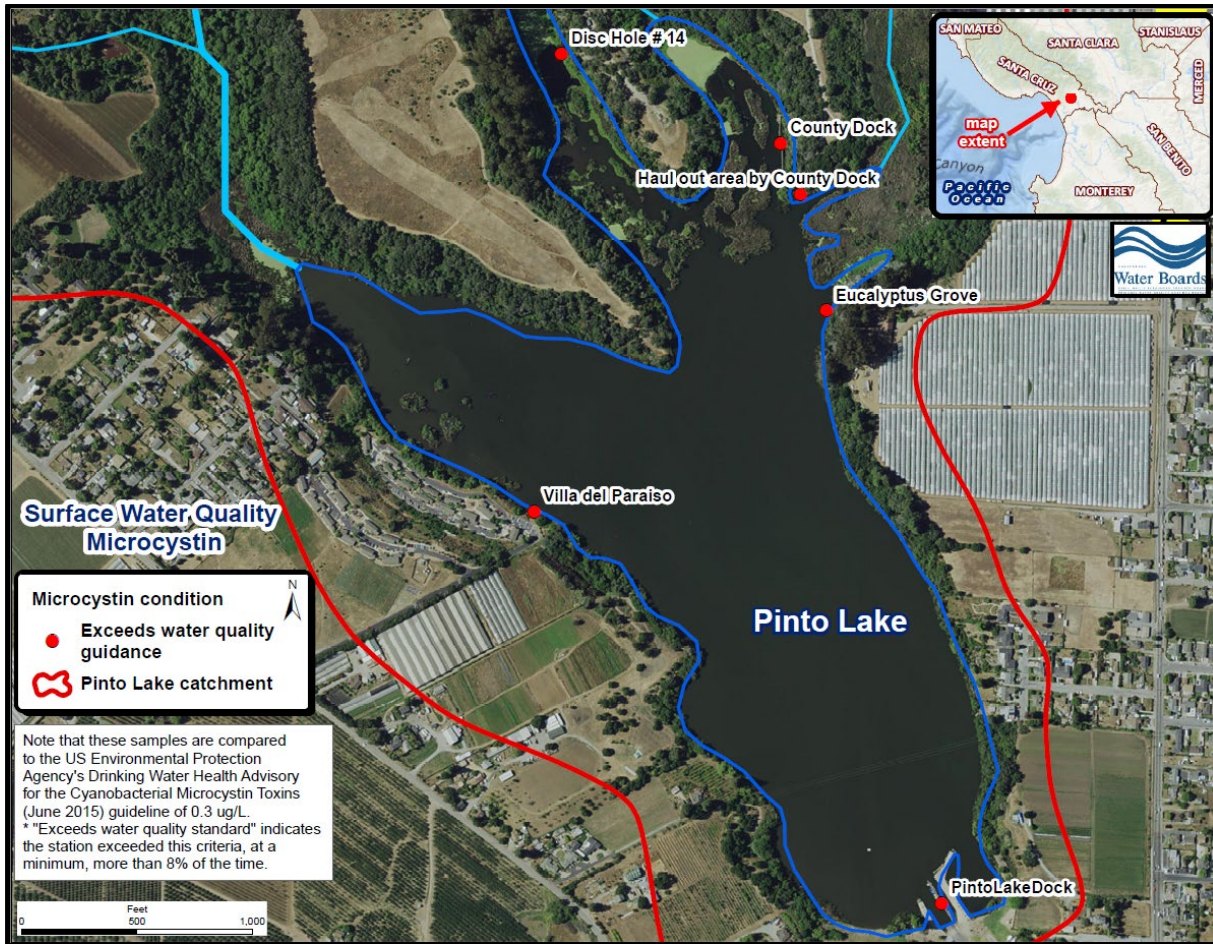 Disc Hole # 14
County Dock
Haul out area by County Dock
Eucalyptus Grove
Villa del Paraiso
Pinto Lake
PintoLakeDock
SAN MATEO
SANTA CLARA
STANISLAUS
SANTA CRUZ
MERCED
map
extent
SAN BENITO
Canyon
Pacific
Ocean
MONTEREY
Water Boards
Surface Water Quality
Microcystin
Microcystin condition
N
Exceeds water quality
guidance
Pinto Lake catchment
Note that these samples are compared
to the US Environmental Protection
Agency's Drinking Water Health Advisory
for the Cyanobacterial Microcystin Toxins
(June 2015) guideline of 0.3 ug/L.
* "Exceeds water quality standard" indicates
the station exceeded this criteria, at a
minimum, more than 8% of the time.
Feet
0 500 1,000